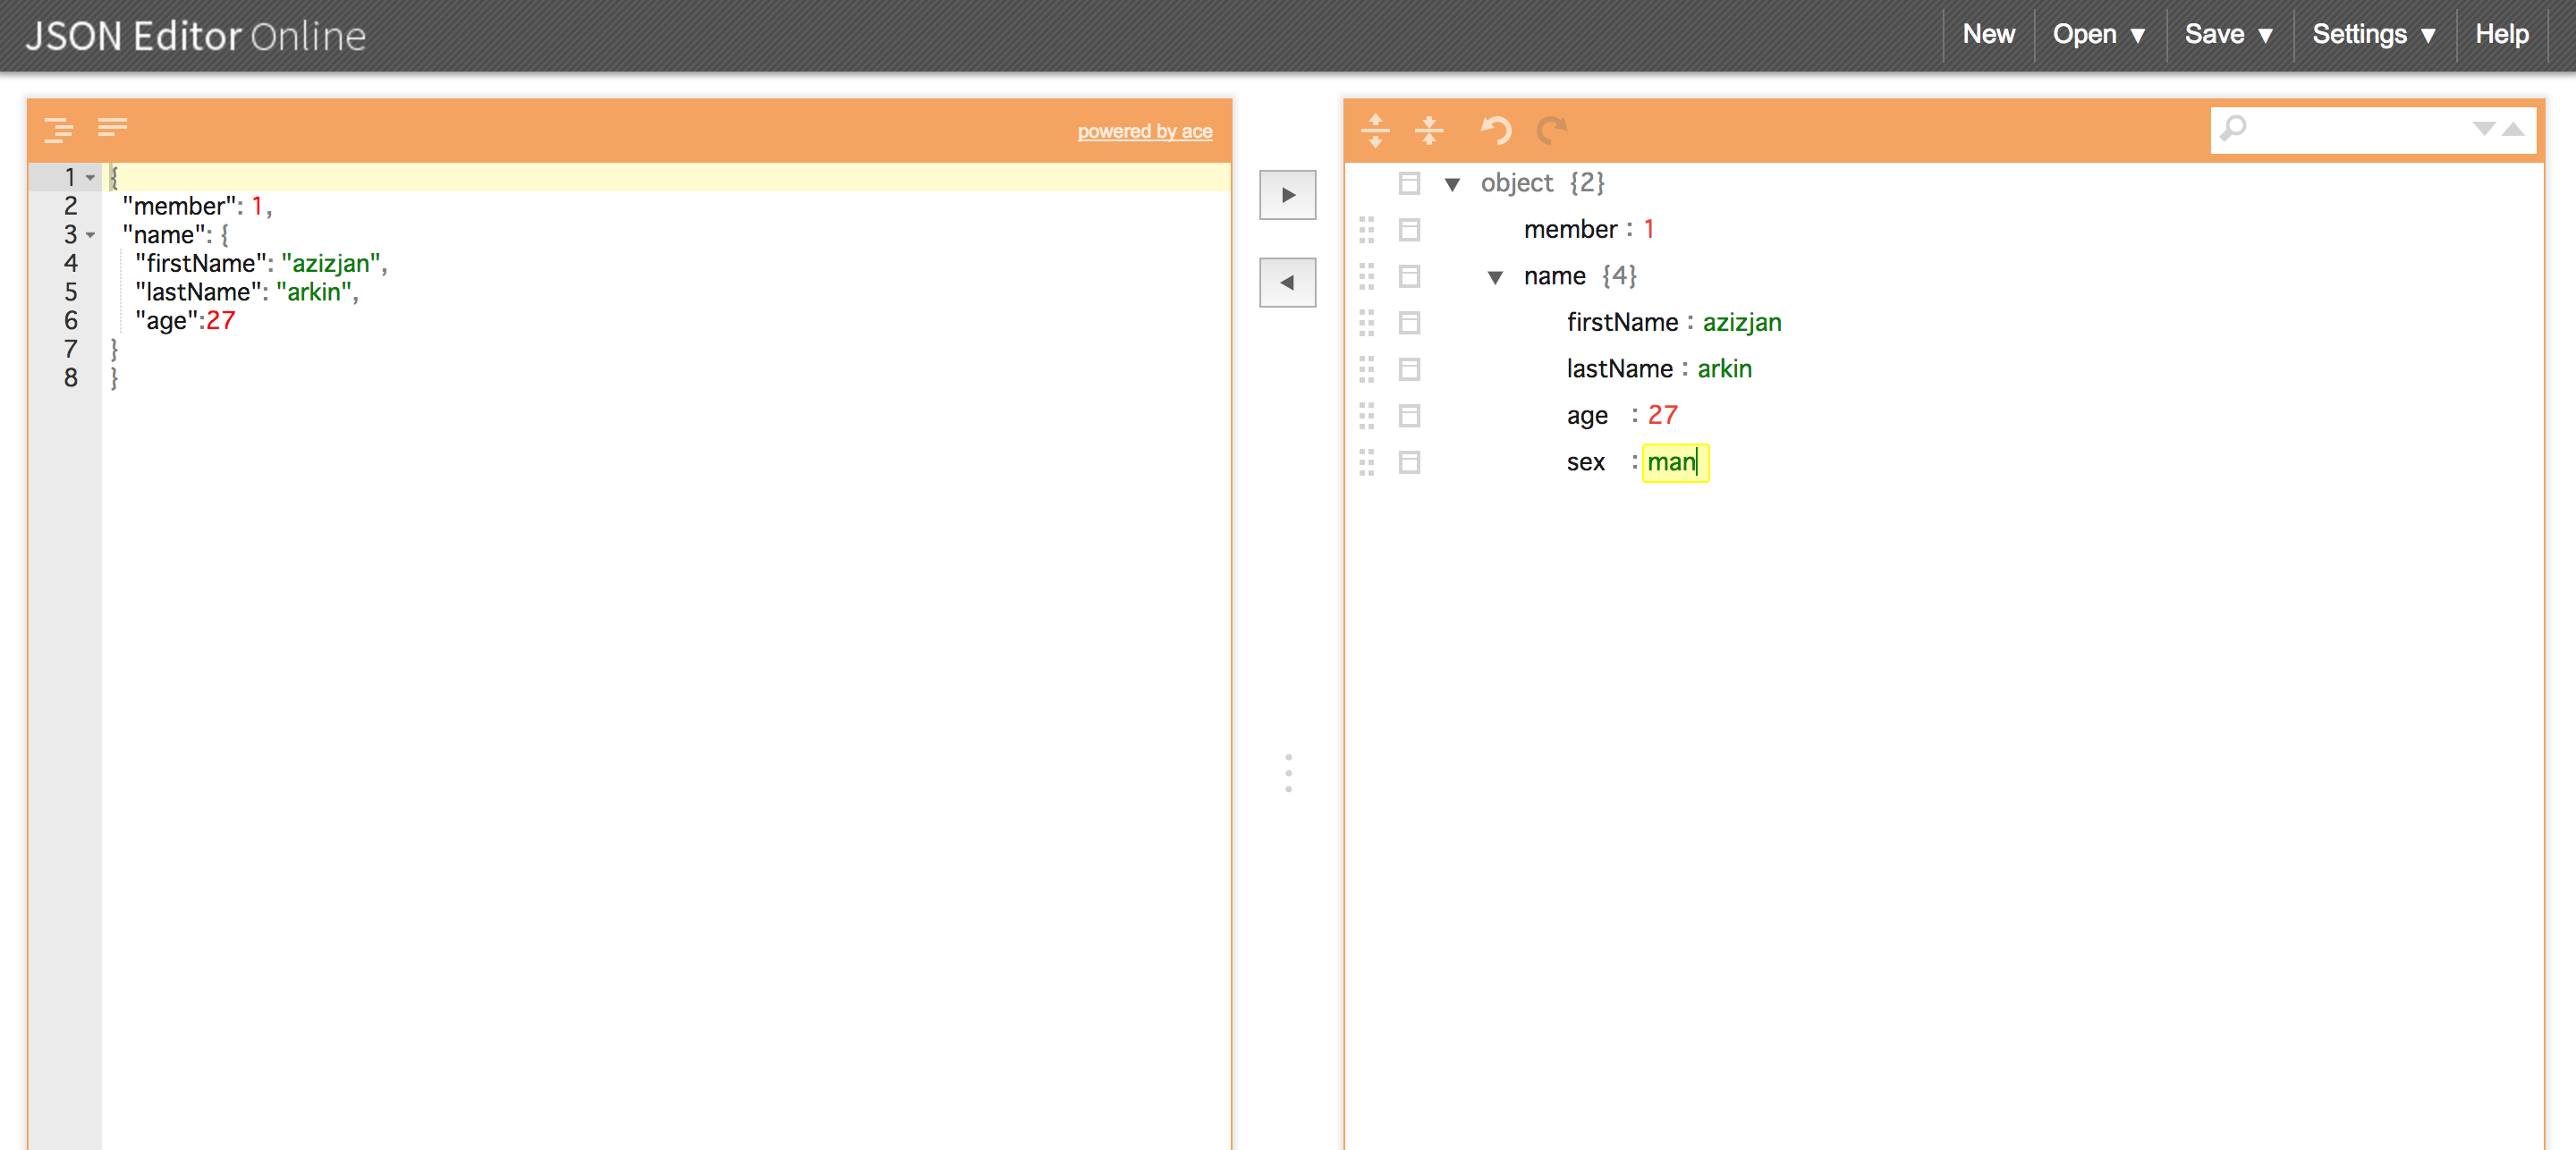 JSON Editor Online
New Open ▼ Save ▼ Settings ▼ Help
powered by ace
1 {
2 "member": 1,
3 "name": {
4 "firstName": "azizjan",
5 "lastName": "arkin",
6 "age":27
7 }
8 }
object {2}
member : 1
name {4}
firstName : azizjan
lastName : arkin
age : 27
sex : man